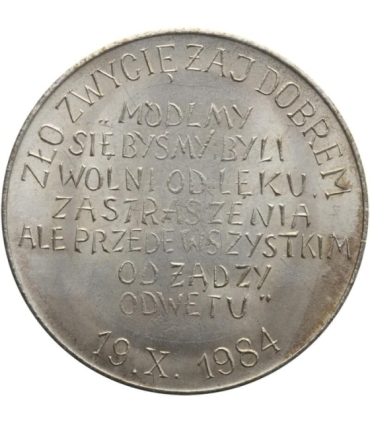 ZŁO ZWYCIĘŻAJ DOBREM
„MÓDLMY
SIĘ BYŚMY BYLI
WOLNI OD LĘKU,
ZASTRASZENIA
ALE PRZEDE WSZYSTKIM
OD ŻĄDZY
ODWETU"
19.X.1984